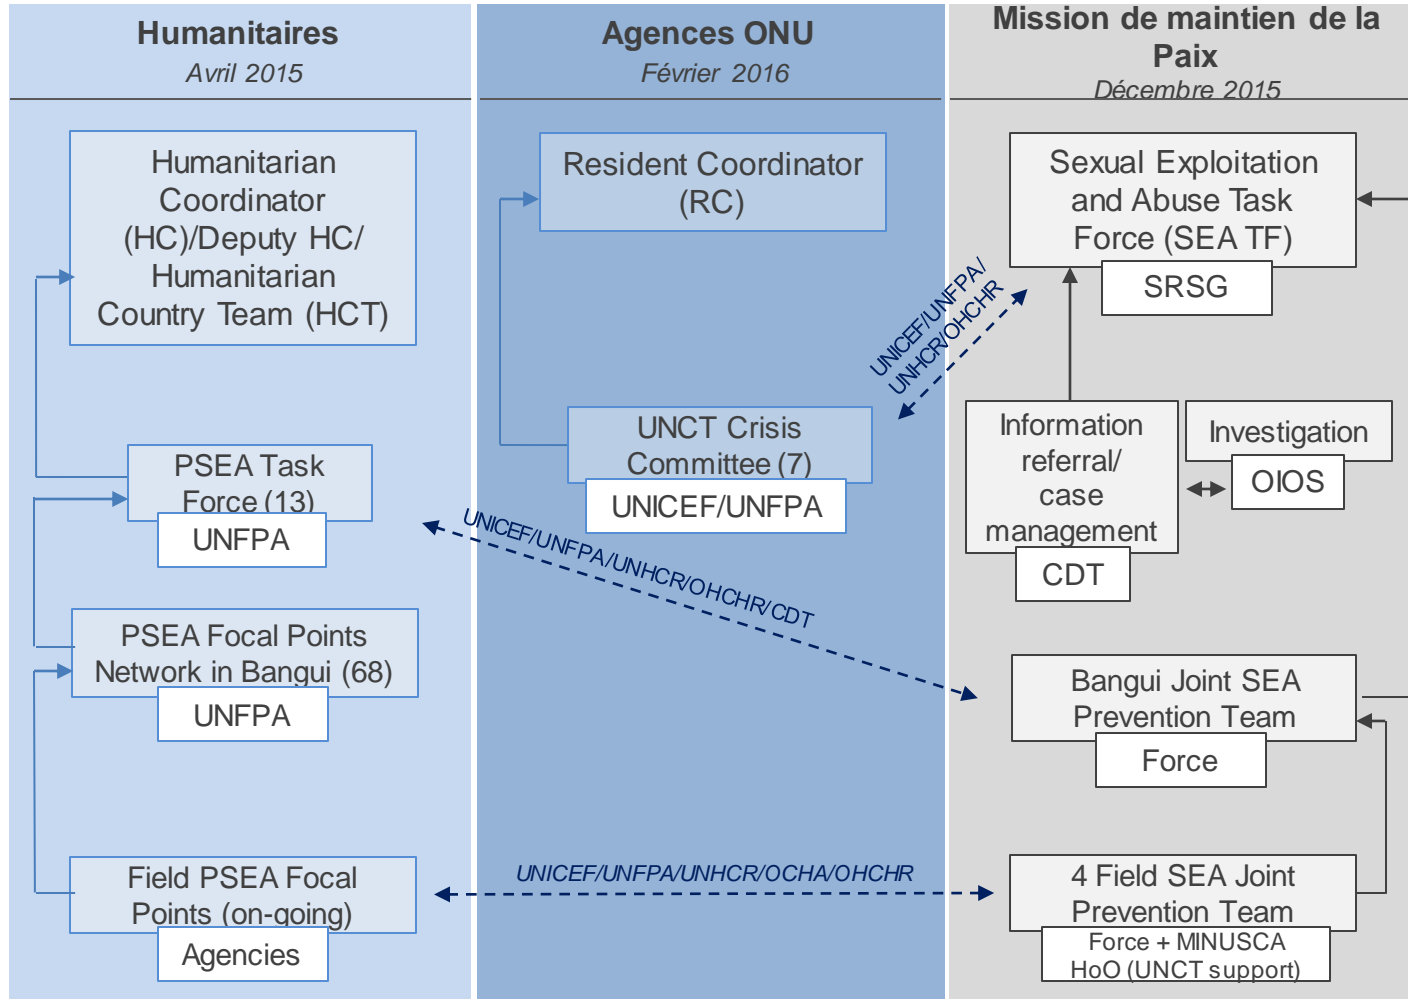 Humanitaires
Avril 2015
Humanitarian
Coordinator
(HC)/Deputy HC/
Humanitarian
Country Team (HCT)
PSEA Task
Force (13)
UNFPA
PSEA Focal Points
Network in Bangui (68)
UNFPA
Field PSEA Focal
Points (on-going)
Agencies
Agences ONU
Février 2016
Resident Coordinator
(RC)
UNCT Crisis
Committee (7)
UNICEF/UNFPA
UNICEF/UNFPA/
UNHCR/OHCHR
UNICEF/UNFPA/UNHCR/OHCHR/CDT
UNICEF/UNFPA/UNHCR/OCHA/OHCHR
Mission de maintien de la
Paix
Décembre 2015
Sexual Exploitation
and Abuse Task
Force (SEA TF)
SRSG
Information
referral/
case
management
CDT
Investigation
OIOS
Bangui Joint SEA
Prevention Team
Force
4 Field SEA Joint
Prevention Team
Force + MINUSCA
HoO (UNCT support)